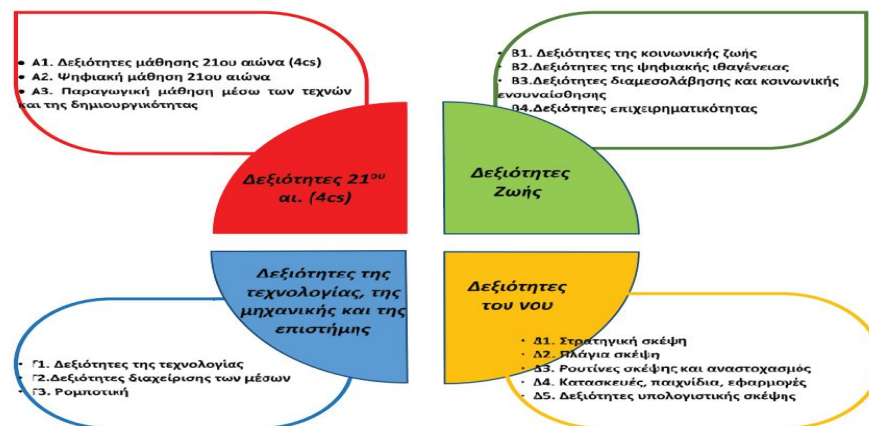 • Α1. Δεξιότητες μάθησης 21ου αιώνα (4cs)
• Α2. Ψηφιακή μάθηση 21ου αιώνα
• Α3. Παραγωγική μάθηση μέσω των τεχνών
και της δημιουργικότητας
• Β1. Δεξιότητες της κοινωνικής ζωής
• Β2.Δεξιότητες της ψηφιακής ιθαγένειας
• Β3.Δεξιότητες διαμεσολάβησης και κοινωνικής
ενσυναίσθησης
• Β4.Δεξιότητες επιχειρηματικότητας
Δεξιότητες 21ου
αι. (4cs)
Δεξιότητες
Ζωής
Δεξιότητες της
τεχνολογίας, της
μηχανικής και της
επιστήμης
Δεξιότητες
του νου
• Γ1. Δεξιότητες της τεχνολογίας
• Γ2.Δεξιότητες διαχείρισης των μέσων
• Γ3. Ρομποτική
• Δ1. Στρατηγική σκέψη
• Δ2. Πλάγια σκέψη
• Δ3. Ρουτίνες σκέψης και αναστοχασμός
• Δ4. Κατασκευές, παιχνίδια, εφαρμογές
• Δ5. Δεξιότητες υπολογιστικής σκέψης